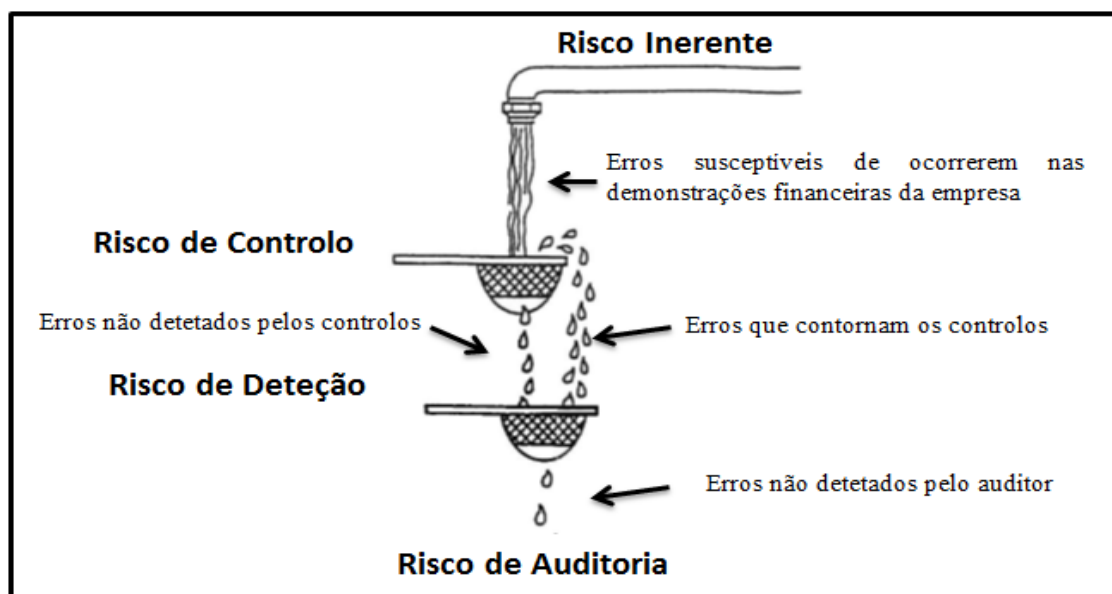 Risco Inerente
Erros susceptíveis de ocorrerem nas
demonstrações financeiras da empresa
Risco de Controlo
Erros não detetados pelos controlos
Erros que contornam os controlos
Risco de Deteção
Erros não detetados pelo auditor
Risco de Auditoria